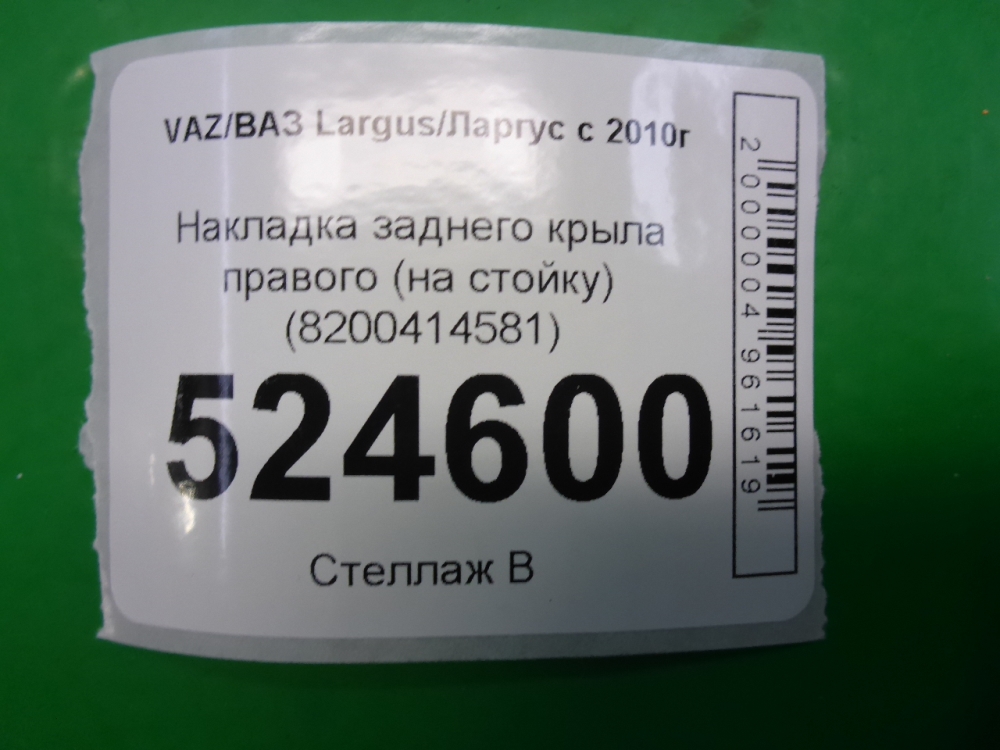 VAZ/ВАЗ Largus/Ларгус с 2010г
Накладка заднего крыла
правого (на стойку)
(8200414581)
524600
Стеллаж В
2000004961619